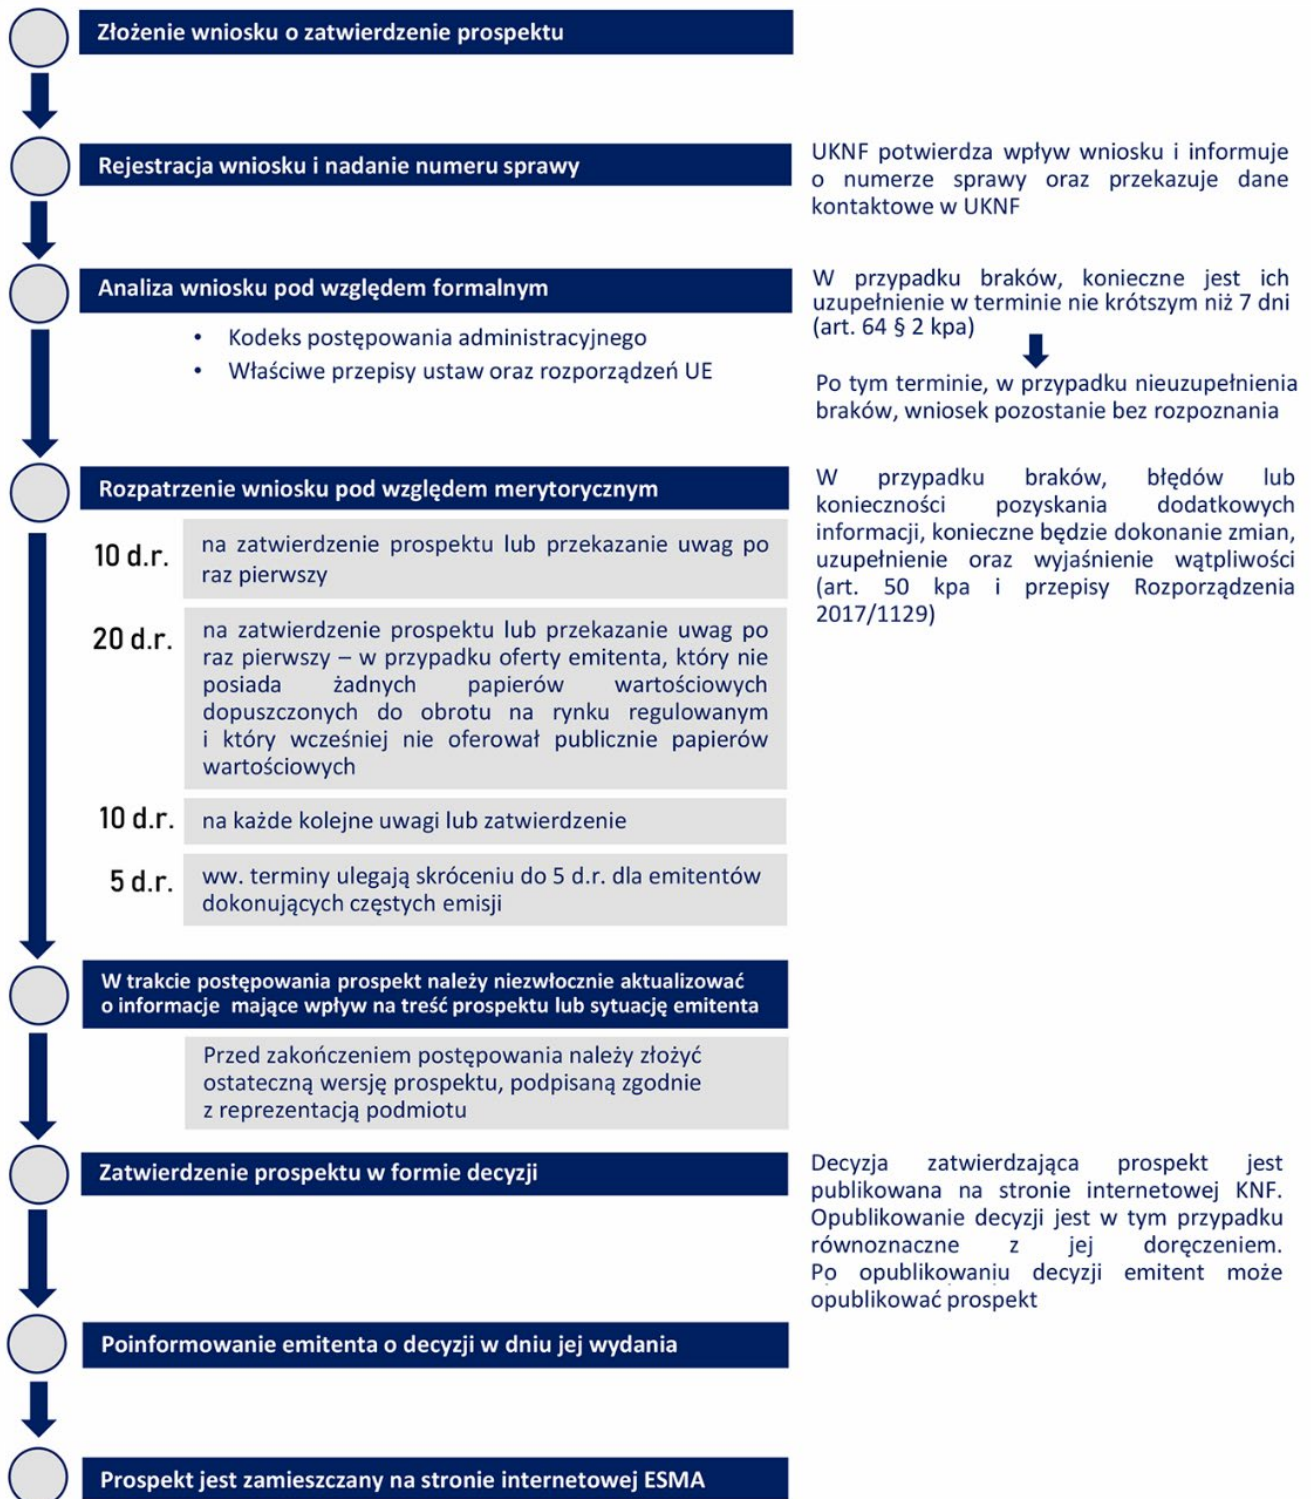 Złożenie wniosku o zatwierdzenie prospektu
Rejestracja wniosku i nadanie numeru sprawy
UKNF potwierdza wpływ wniosku i informuje
o numerze sprawy oraz przekazuje dane
kontaktowe w UKNF
Analiza wniosku pod względem formalnym
• Kodeks postępowania administracyjnego
• Właściwe przepisy ustaw oraz rozporządzeń UE
W przypadku braków, konieczne jest ich
uzupełnienie w terminie nie krótszym niż 7 dni
(art. 64 § 2 kpa)
Po tym terminie, w przypadku nieuzupełnienia
braków, wniosek pozostanie bez rozpoznania
Rozpatrzenie wniosku pod względem merytorycznym
W przypadku braków, błędów lub
konieczności pozyskania dodatkowych
informacji, konieczne będzie dokonanie zmian,
uzupełnienie oraz wyjaśnienie wątpliwości
(art. 50 kpa i przepisy Rozporządzenia
2017/1129)
10 d.r.
na zatwierdzenie prospektu lub przekazanie uwag po
raz pierwszy
20 d.r.
na zatwierdzenie prospektu lub przekazanie uwag po
raz pierwszy – w przypadku oferty emitenta, który nie
posiada żadnych papierów wartościowych
dopuszczonych do obrotu na rynku regulowanym
i który wcześniej nie oferował publicznie papierów
wartościowych
10 d.r.
na każde kolejne uwagi lub zatwierdzenie
5 d.r.
ww. terminy ulegają skróceniu do 5 d.r. dla emitentów
dokonujących częstych emisji
W trakcie postępowania prospekt należy niezwłocznie aktualizować
o informacje mające wpływ na treść prospektu lub sytuację emitenta
Przed zakończeniem postępowania należy złożyć
ostateczną wersję prospektu, podpisaną zgodnie
z reprezentacją podmiotu
Zatwierdzenie prospektu w formie decyzji
Decyzja zatwierdzająca prospekt jest
publikowana na stronie internetowej KNF.
Opublikowanie decyzji jest w tym przypadku
równoznaczne z jej doręczeniem.
Po opublikowaniu decyzji emitent może
opublikować prospekt
Poinformowanie emitenta o decyzji w dniu jej wydania
Prospekt jest zamieszczany na stronie internetowej ESMA